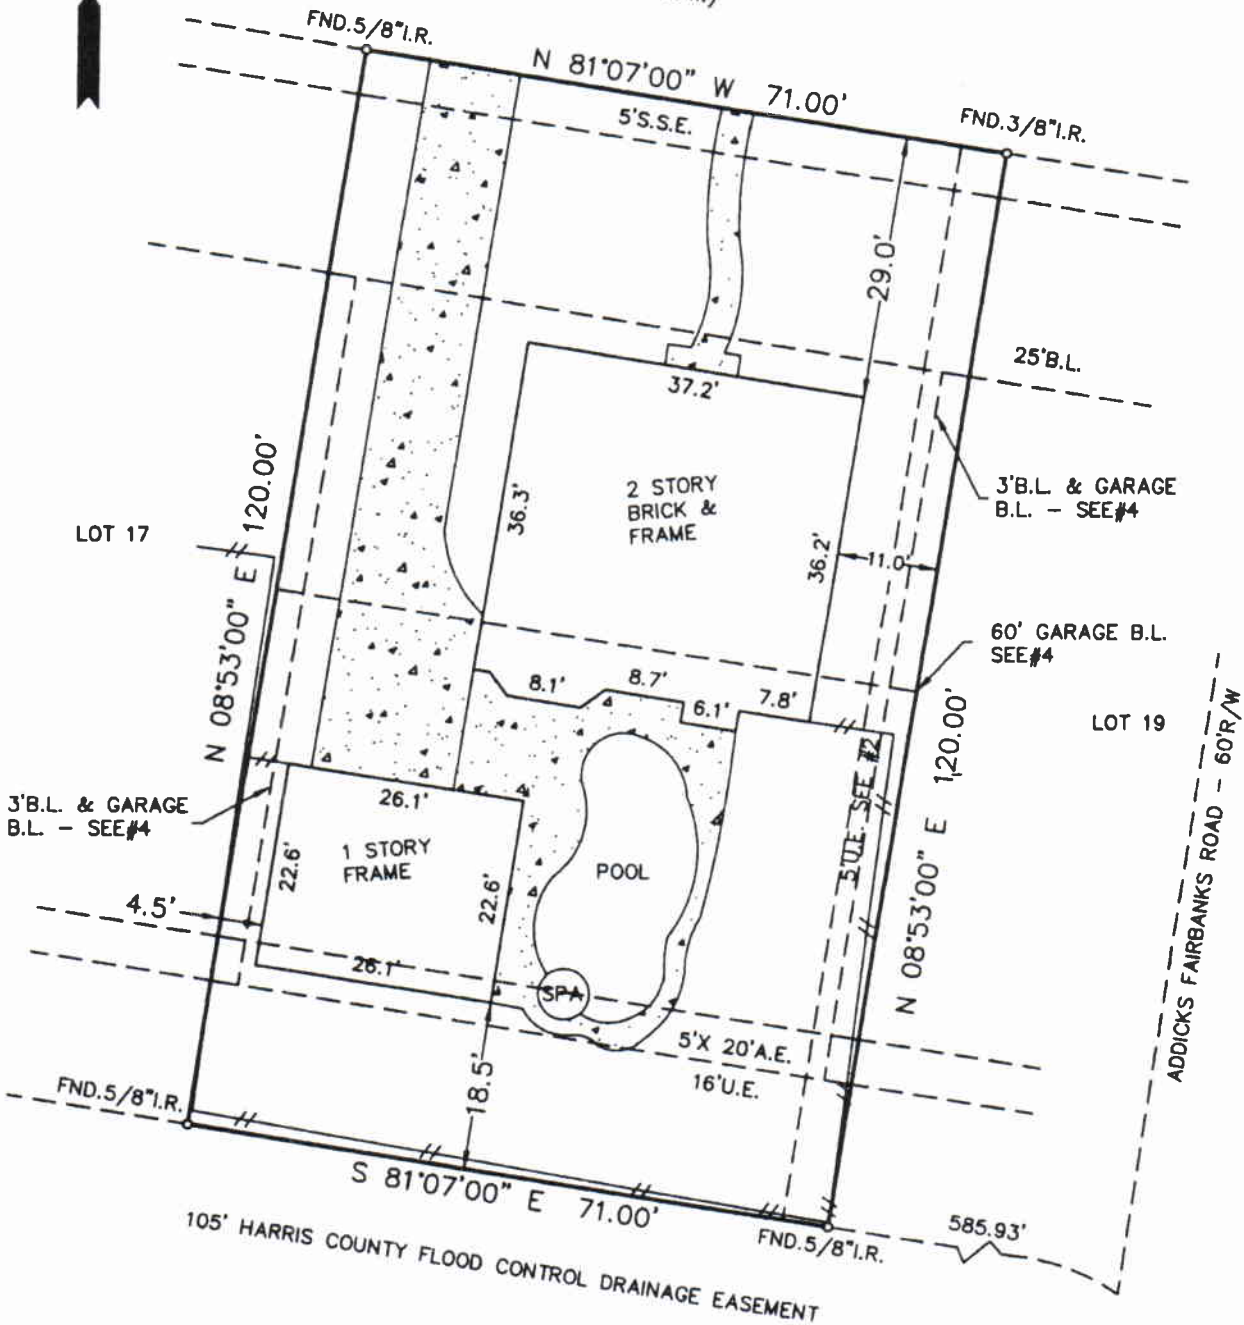 FND.5/8"I.R.
N 81°07'00" W 71.00'
5'S.S.E.
FND.3/8"I.R.
29.0'
25'B.L.
37.2'
120.00'
36.3'
2 STORY
BRICK &
FRAME
3'B.L. & GARAGE
B.L. - SEE#4
LOT 17
36.2'
11.0'
N 08°53'00" E
60' GARAGE B.L.
SEE#4
8.1'
8.7'
6.1'
7.8'
LOT 19
120.00'
5'U.E. SEE #2
3'B.L. & GARAGE
B.L. - SEE#4
26.1'
1 STORY
FRAME
22.6'
22.6'
POOL
N 08°53'00" E
ADDICKS FAIRBANKS ROAD - 60'R/W
4.5'
26.1'
SPA
5'X 20'A.E.
16'U.E.
18.5'
FND.5/8"I.R.
S 81°07'00" E 71.00'
FND.5/8"I.R.
585.93'
105' HARRIS COUNTY FLOOD CONTROL DRAINAGE EASEMENT